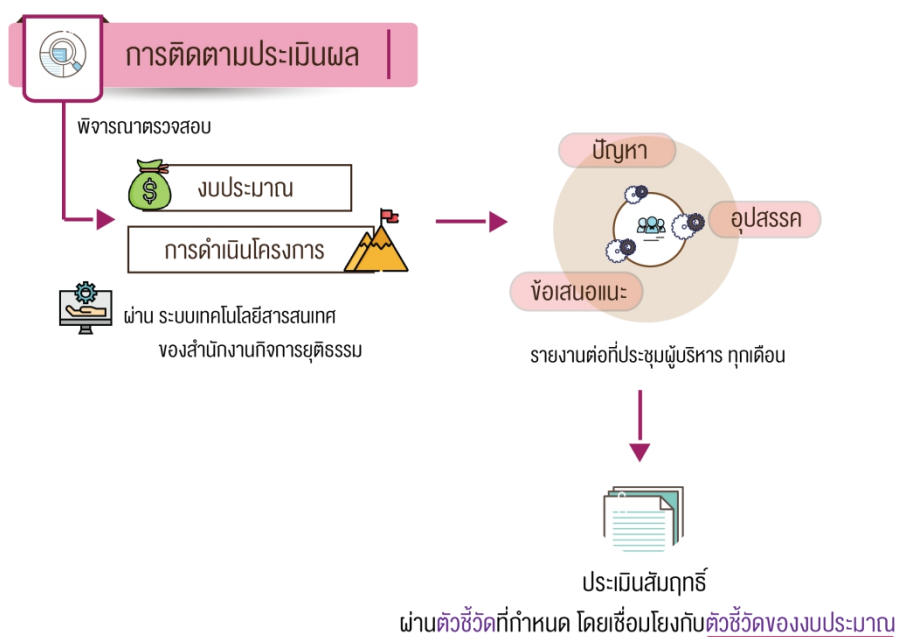 การติดตามประเมินผล
พิจารณาตรวจสอบ
$
งบประมาณ
การดำเนินโครงการ
ผ่าน ระบบเทคโนโลยีสารสนเทศ
ของสำนักงานกิจการยุติธรรม
ปัญหา
อุปสรรค
ข้อเสนอแนะ
รายงานต่อที่ประชุมผู้บริหาร ทุกเดือน
ประเมินสัมฤทธิ์
ผ่านตัวชี้วัดที่กำหนด โดยเชื่อมโยงกับตัวชี้วัดของงบประมาณ